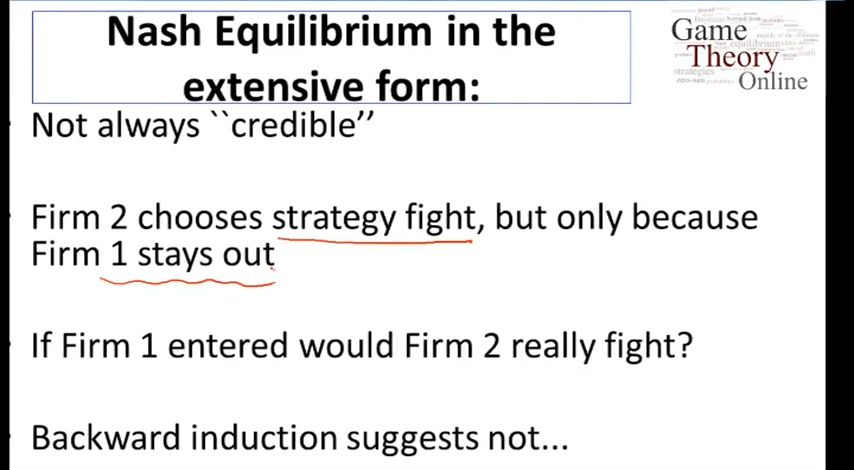 Nash Equilibrium in the
extensive form:
Game
Theory
Online
Not always ``credible’’
Firm 2 chooses strategy fight, but only because
Firm 1 stays out
If Firm 1 entered would Firm 2 really fight?
Backward induction suggests not...